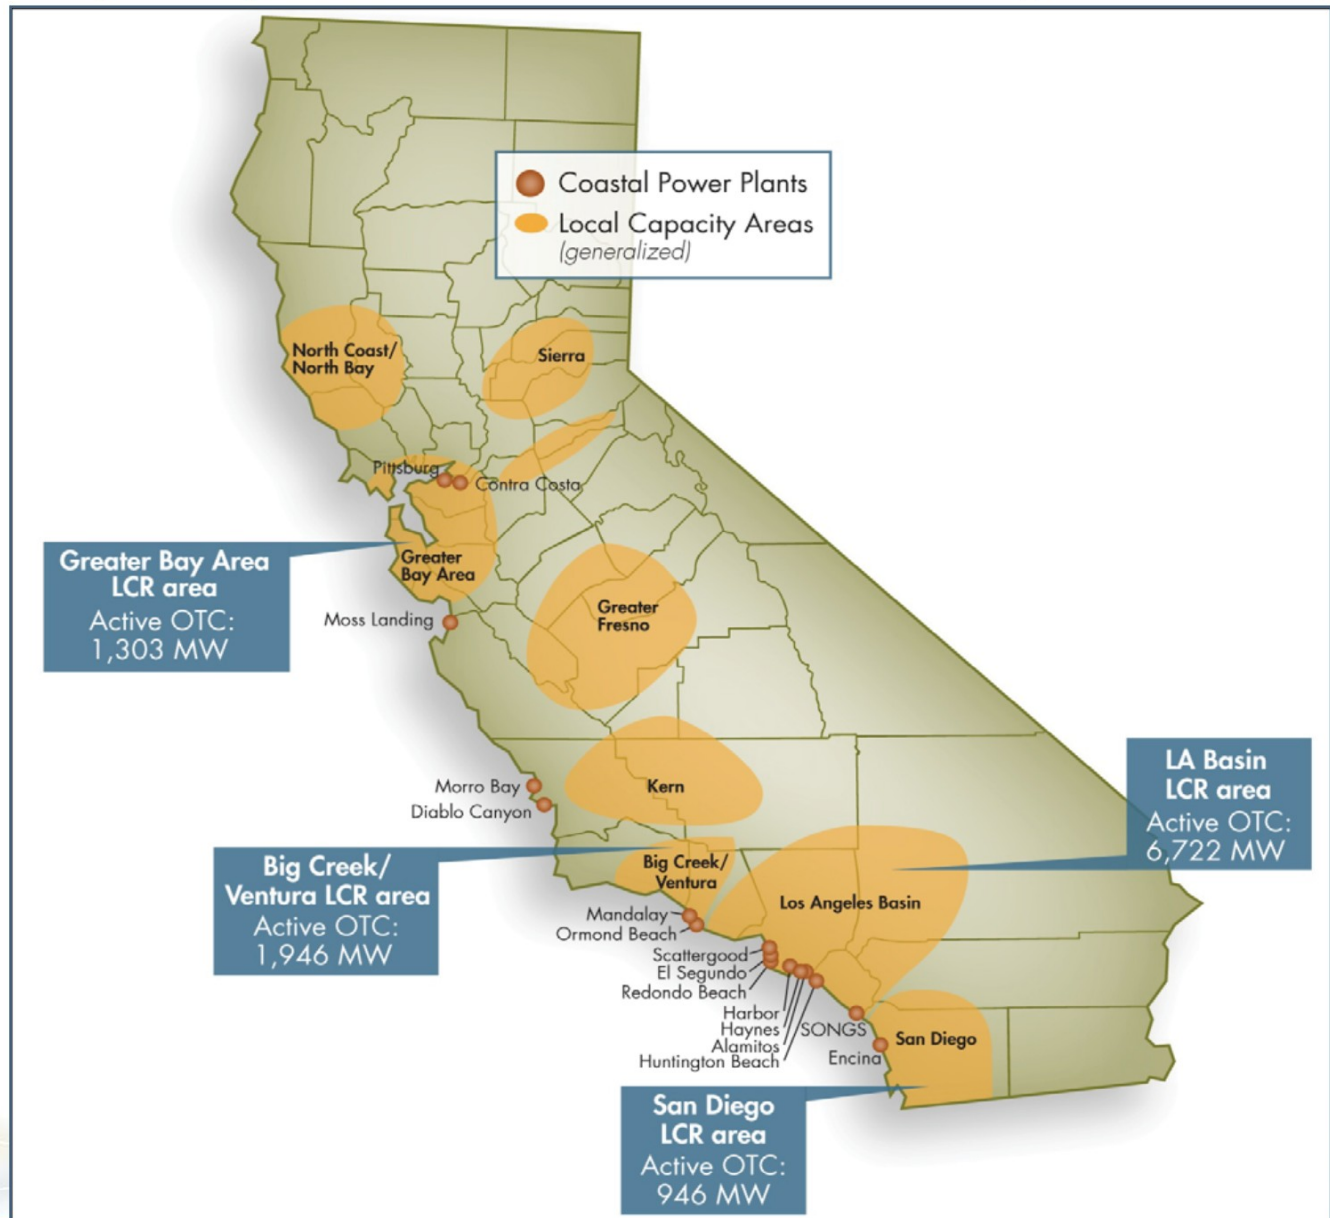 Coastal Power Plants
Local Capacity Areas
(generalized)
North Coast/
North Bay
Sierra
Pittsburg
Contra Costa
Greater Bay Area
LCR area
Active OTC:
1,303 MW
Greater
Bay Area
Moss Landing
Greater
Fresno
Morro Bay
Diablo Canyon
Kern
LA Basin
LCR area
Active OTC:
6,722 MW
Big Creek/
Ventura LCR area
Active OTC:
1,946 MW
Big Creek/
Ventura
Los Angeles Basin
Mandalay
Ormond Beach
Scattergood
El Segundo
Redondo Beach
Harbor
Haynes
Alamitos
Huntington Beach
SONGS
Encina
San Diego
San Diego
LCR area
Active OTC:
946 MW